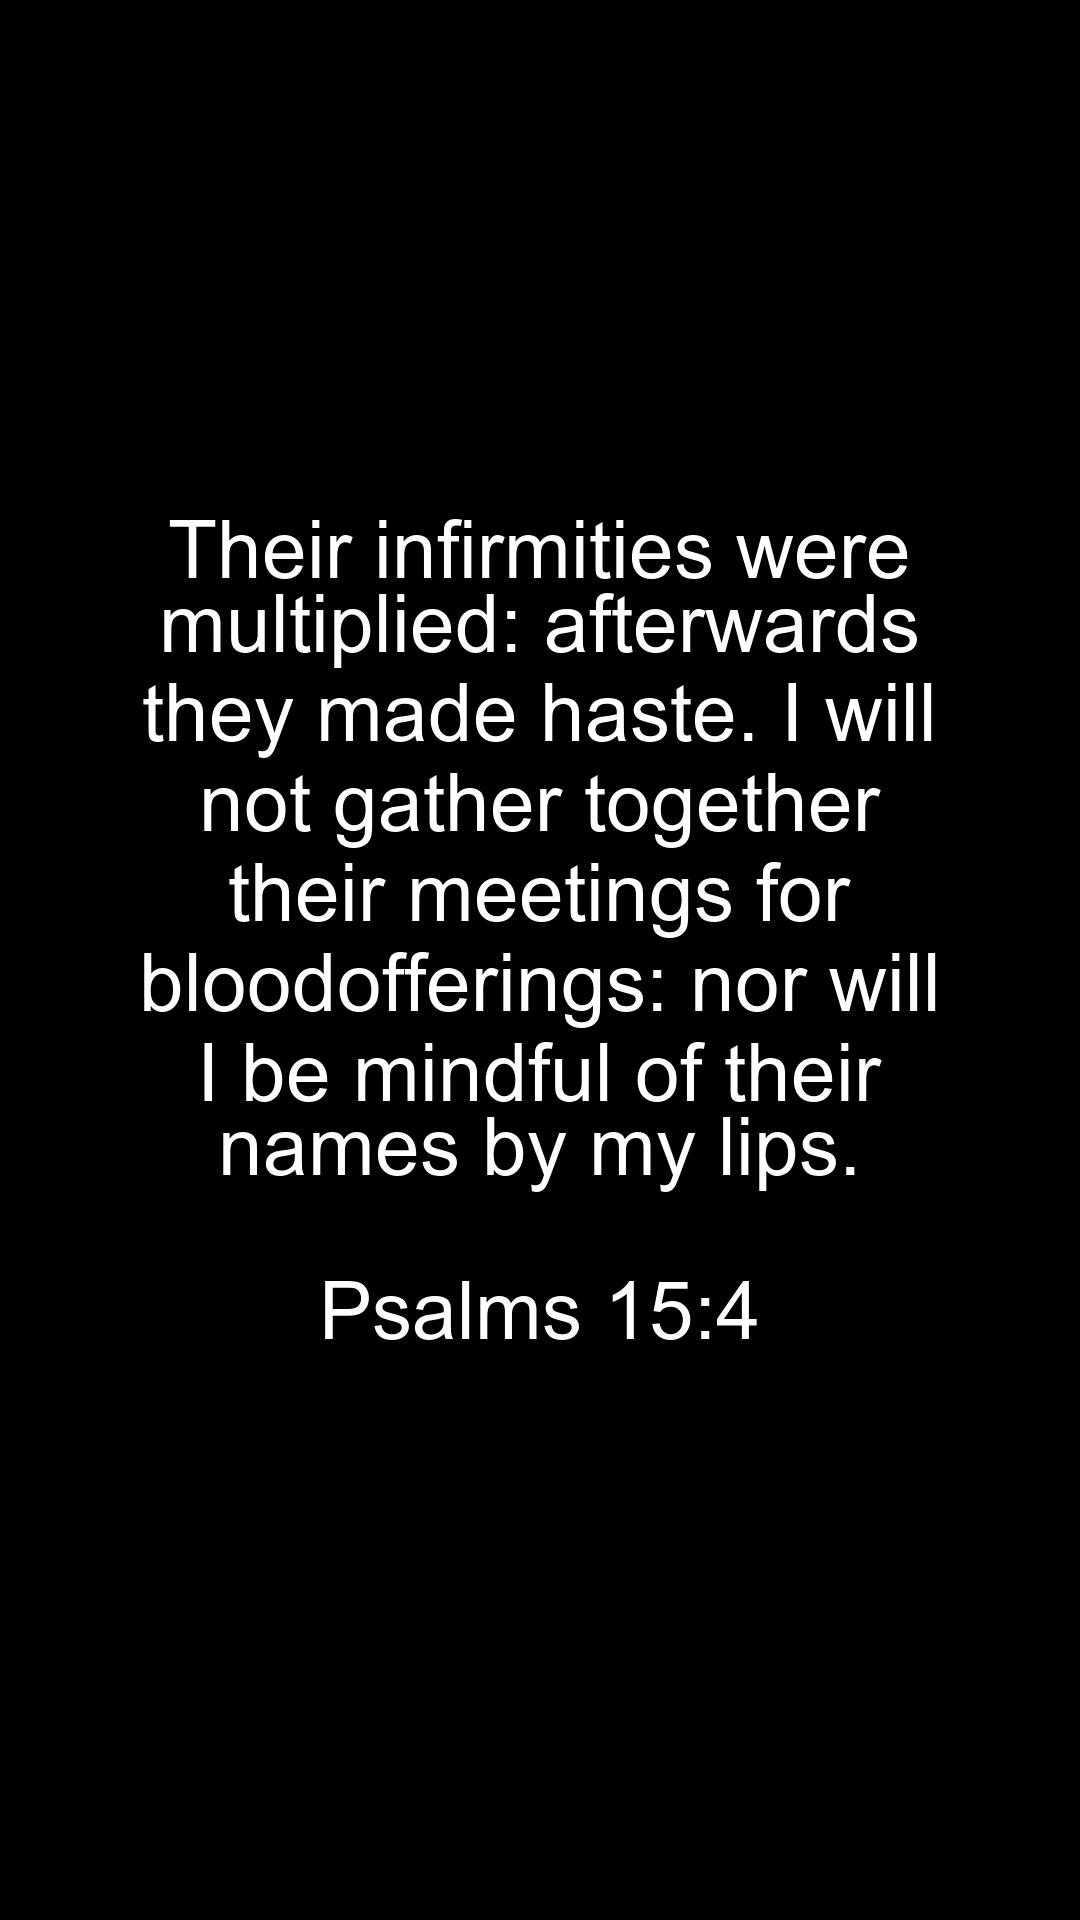 Their infirmities were
multiplied: afterwards
they made haste. I will
not gather together
their meetings for
bloodofferings: nor will
I be mindful of their
names by my lips.
Psalms 15:4